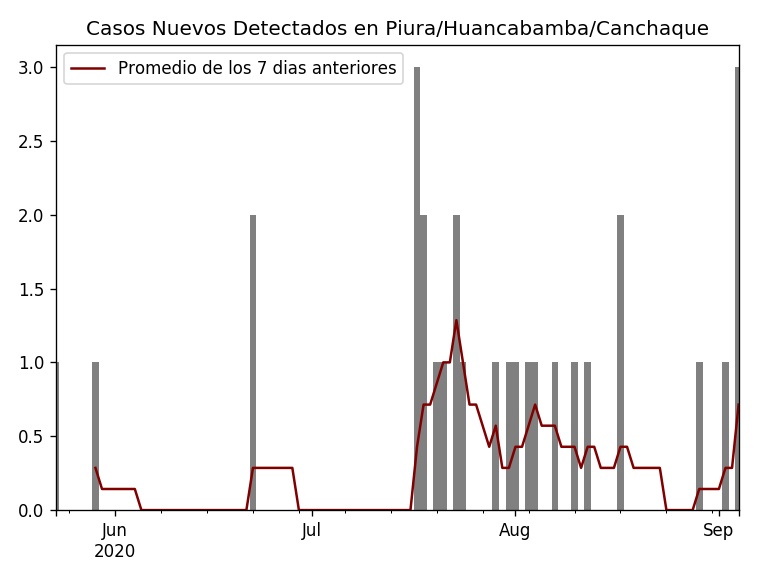 Casos Nuevos Detectados en Piura/Huancabamba/Canchaque
Promedio de los 7 dias anteriores
3.0
2.5
2.0
1.5
1.0
0.5
0.0
Jun Jul Aug Sep
2020